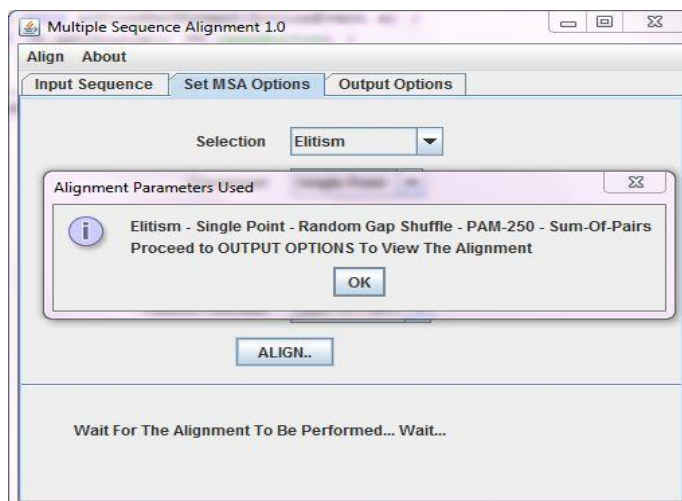 Multiple Sequence Alignment 1.0
Align About
Input Sequence Set MSA Options Output Options
Selection Elitism
Alignment Parameters Used
Elitism - Single Point - Random Gap Shuffle - PAM-250 - Sum-Of-Pairs
Proceed to OUTPUT OPTIONS To View The Alignment
OK
ALIGN..
Wait For The Alignment To Be Performed... Wait...